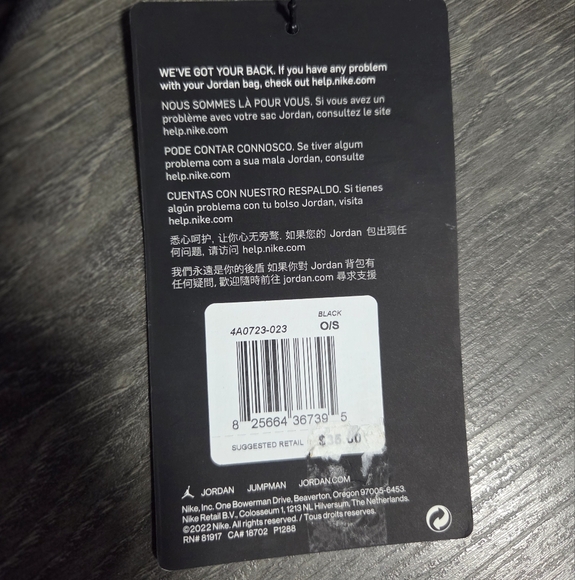 WE'VE GOT YOUR BACK. If you have any problem
with your Jordan bag, check out help.nike.com
NOUS SOMMES LÀ POUR VOUS. Si vous avez un
problème avec votre sac Jordan, consultez le site
help.nike.com
PODE CONTAR CONNOSCO. Se tiver algum
problema com a sua mala Jordan, consulte
help.nike.com
CUENTAS CON NUESTRO RESPALDO. Si tienes
algún problema con tu bolso Jordan, visita
help.nike.com
悉心呵护, 让你心无旁骛. 如果您的 Jordan 包出现任
何问题, 请访问 help.nike.com
我們永遠是你的後盾 如果你對 Jordan 背包有
任何疑問, 歡迎隨時前往 jordan.com 尋求支援
BLACK
4A0723-023 O/S
8 25664 36739 5
SUGGESTED RETAIL
JORDAN JUMPMAN JORDAN.COM
Nike, Inc. One Bowerman Drive, Beaverton, Oregon 97005-6453.
Nike Retail B.V., Colosseum 1, 1213 NL Hilversum, The Netherlands.
©2022 Nike. All rights reserved. / Tous droits réservés.
RN# 81917 CA# 18702 P1288